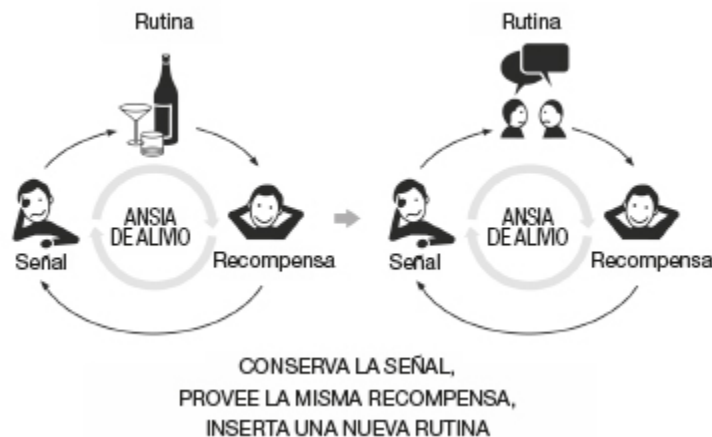 Rutina
ANSIA
DE ALIVIO
Señal
Recompensa
Rutina
ANSIA
DE ALIVIO
Señal
Recompensa
CONSERVA LA SEÑAL,
PROVEE LA MISMA RECOMPENSA,
INSERTA UNA NUEVA RUTINA